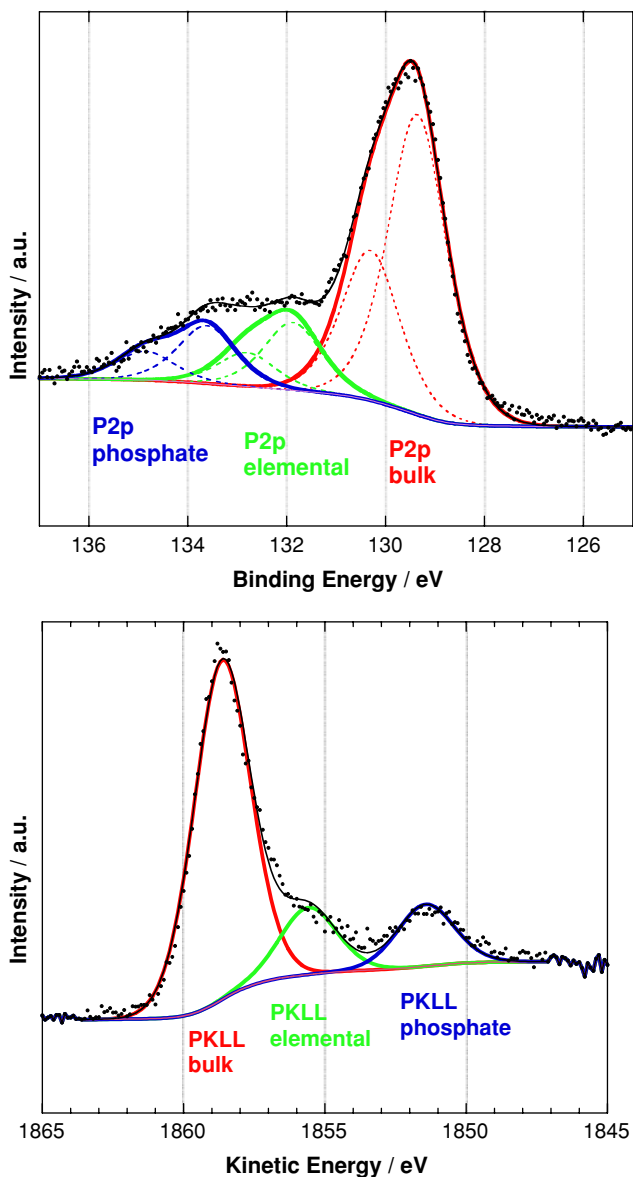 Intensity / a.u.
P2p
phosphate
P2p
elemental
P2p
bulk
136
134
132
130
128
126
Binding Energy / eV
Intensity / a.u.
PKLL
bulk
PKLL
elemental
PKLL
phosphate
1865
1860
1855
1850
1845
Kinetic Energy / eV